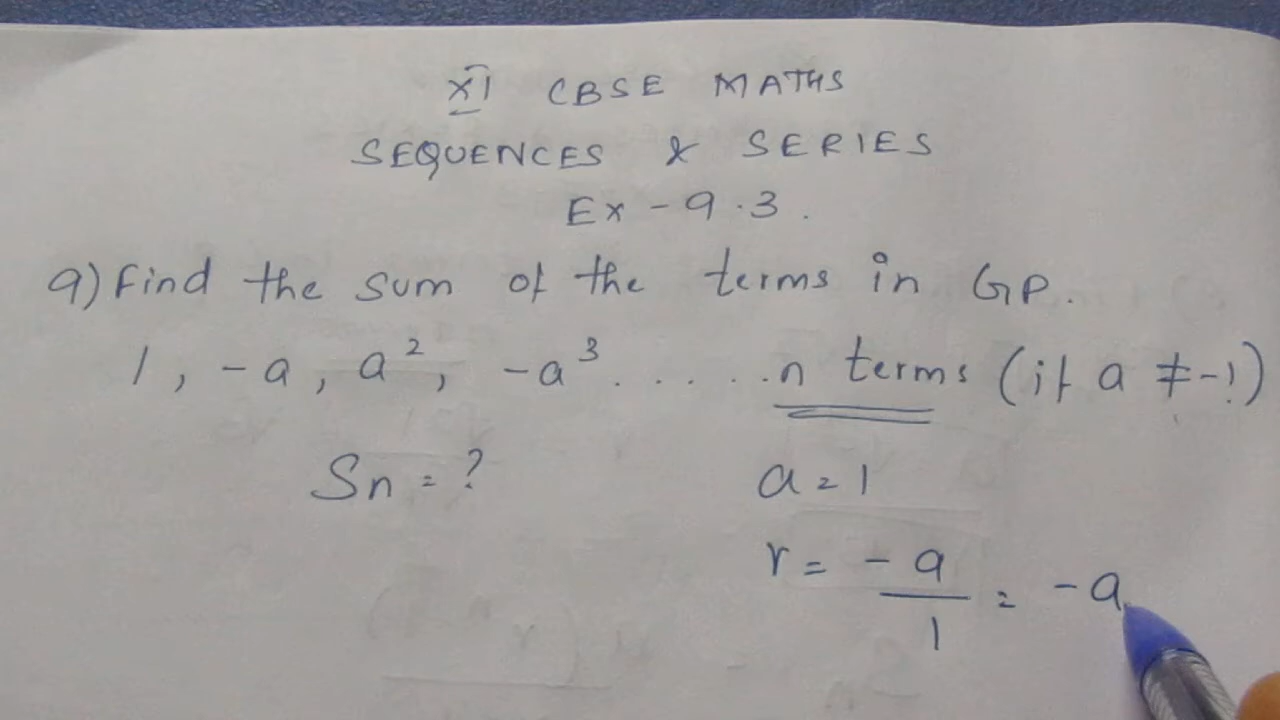 XI CBSE MATHS
SEQUENCES & SERIES
Ex - 9.3.
9) Find the sum of the terms in GP.
1, -a, a², -a³ ...... n terms (if a ≠ -1)
Sn = ? a = 1
r = -a/1 = -a